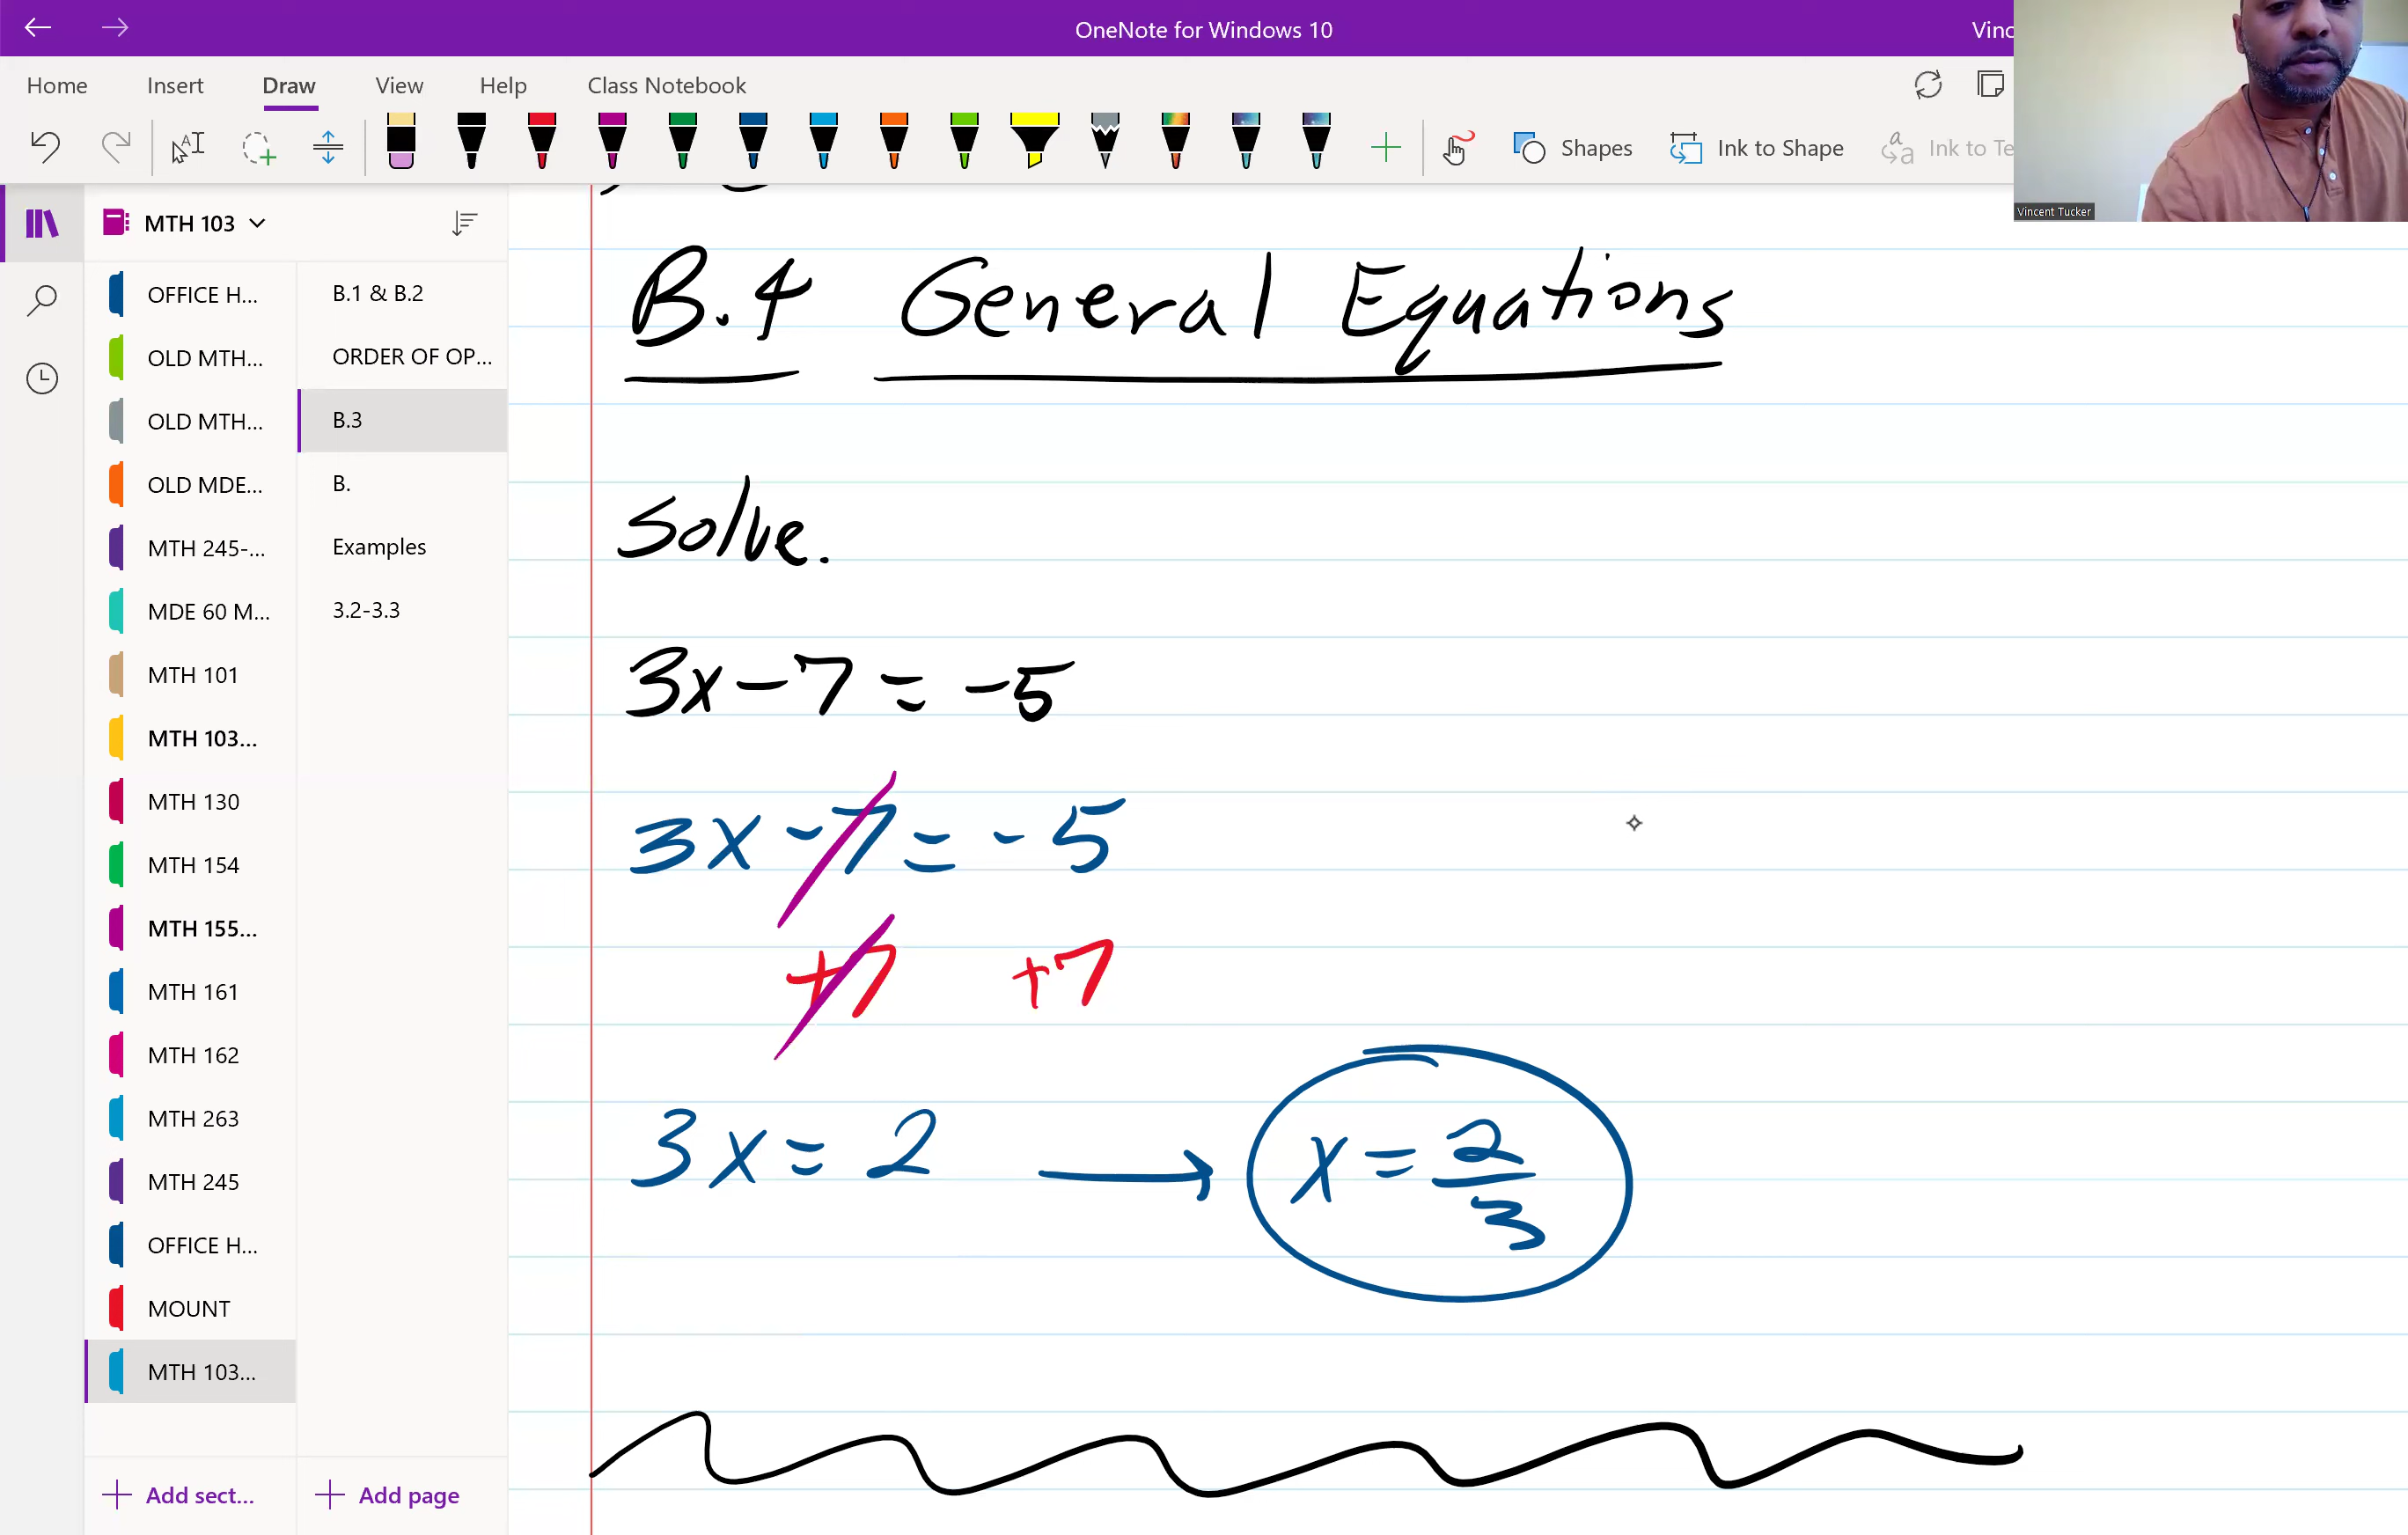 OneNote for Windows 10
Vinc
Home Insert Draw View Help Class Notebook
Shapes Ink to Shape Ink to Te
Vincent Tucker
MTH 103
OFFICE H...
OLD MTH...
OLD MTH...
OLD MDE...
MTH 245-...
MDE 60 M...
MTH 101
MTH 103...
MTH 130
MTH 154
MTH 155...
MTH 161
MTH 162
MTH 263
MTH 245
OFFICE H...
MOUNT
MTH 103...
Add sect...
B.1 & B.2
ORDER OF OP...
B.3
B.
Examples
3.2-3.3
Add page
B.4 General Equations
Solve.
3x-7 = -5
3x-7 = -5
+7 +7
3x = 2 → x = 2/3